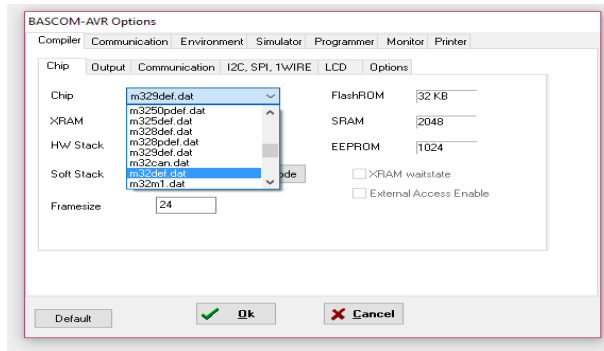 BASCOM-AVR Options
Compiler Communication Environment Simulator Programmer Monitor Printer
Chip Output Communication I2C, SPI, 1WIRE LCD Options
Chip m329def.dat FlashROM 32 KB
m3250pdef.dat
XRAM m325def.dat SRAM 2048
m328def.dat
m328pdef.dat
HW Stack m329def.dat EEPROM 1024
m32can.dat
Soft Stack m32def.dat ode XRAM waitstate
m32m1.dat
External Access Enable
Framesize 24
Default Ok Cancel